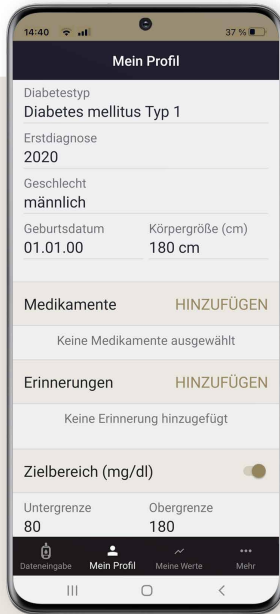 14:40 37 %
Mein Profil
Diabetestyp
Diabetes mellitus Typ 1
Erstdiagnose
2020
Geschlecht
männlich
Geburtsdatum Körpergröße (cm)
01.01.00 180 cm
Medikamente HINZUFÜGEN
Keine Medikamente ausgewählt
Erinnerungen HINZUFÜGEN
Keine Erinnerung hinzugefügt
Zielbereich (mg/dl)
Untergrenze Obergrenze
80 180
Dateneingabe Mein Profil Meine Werte Mehr